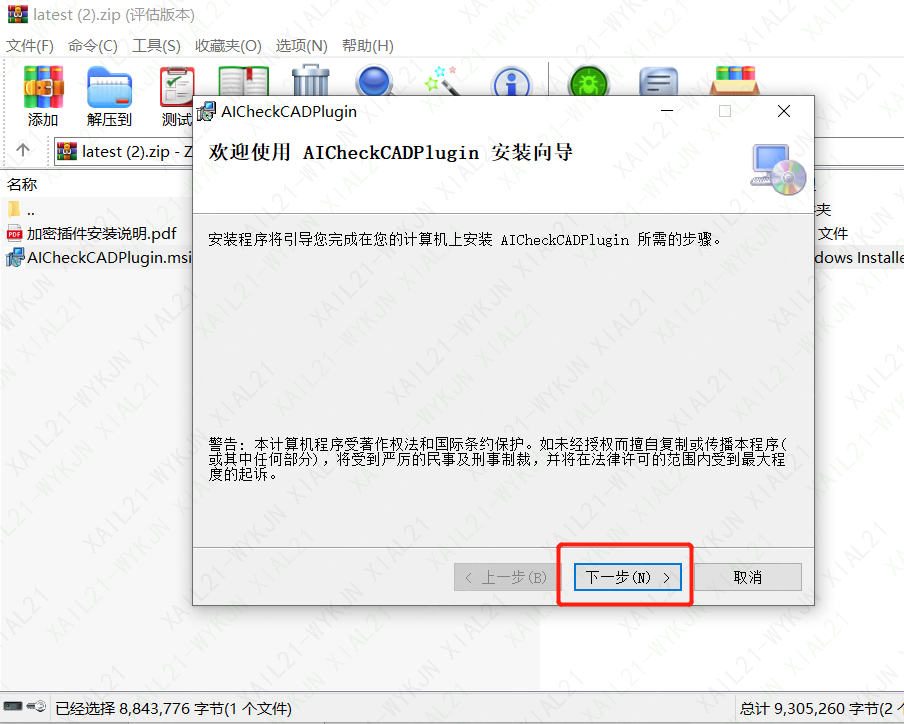 latest (2).zip (评估版本)
文件(F) 命令(C) 工具(S) 收藏夹(O) 选项(N) 帮助(H)
添加 解压到 测试
AICheckCADPlugin
latest (2).zip - Z
欢迎使用 AICheckCADPlugin 安装向导
名称
..
夹
加密插件安装说明.pdf
文件
AICheckCADPlugin.msi
dows Installe
安装程序将引导您完成在您的计算机上安装 AICheckCADPlugin 所需的步骤。
警告: 本计算机程序受著作权法和国际条约保护。如未经授权而擅自复制或传播本程序(
或其中任何部分)，将受到严厉的民事及刑事制裁，并将在法律许可的范围内受到最大程
度的起诉。
< 上一步(B) 下一步(N) > 取消
已经选择 8,843,776 字节(1 个文件)
总计 9,305,260 字节(2 个
XAIL21-WYKJN XIAL21